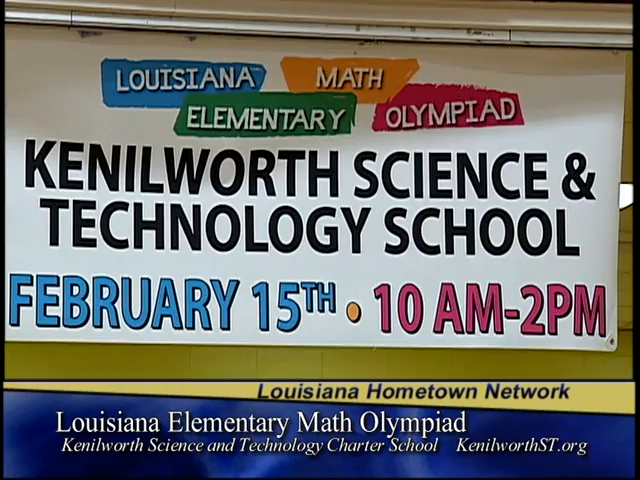 LOUISIANA MATH
ELEMENTARY OLYMPIAD
KENILWORTH SCIENCE &
TECHNOLOGY SCHOOL
FEBRUARY 15TH • 10 AM-2PM
Louisiana Hometown Network
Louisiana Elementary Math Olympiad
Kenilworth Science and Technology Charter School KenilworthST.org